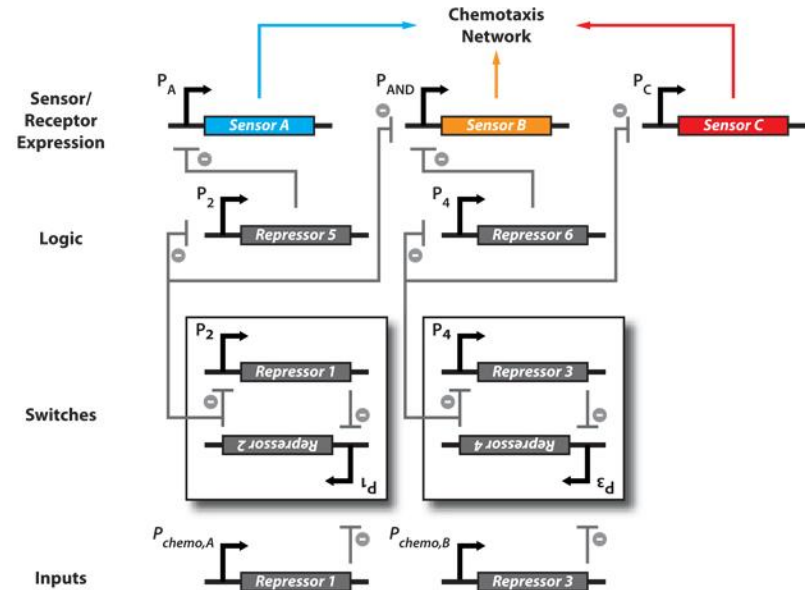 Chemotaxis
Network
Sensor/
Receptor
Expression
P_A
Sensor A
P_AND
Sensor B
P_C
Sensor C
Logic
P_2
Repressor 5
P_4
Repressor 6
Switches
P_2
Repressor 1
Repressor 2
P_1
P_4
Repressor 3
Repressor 4
P_3
Inputs
P_chemo,A
Repressor 1
P_chemo,B
Repressor 3